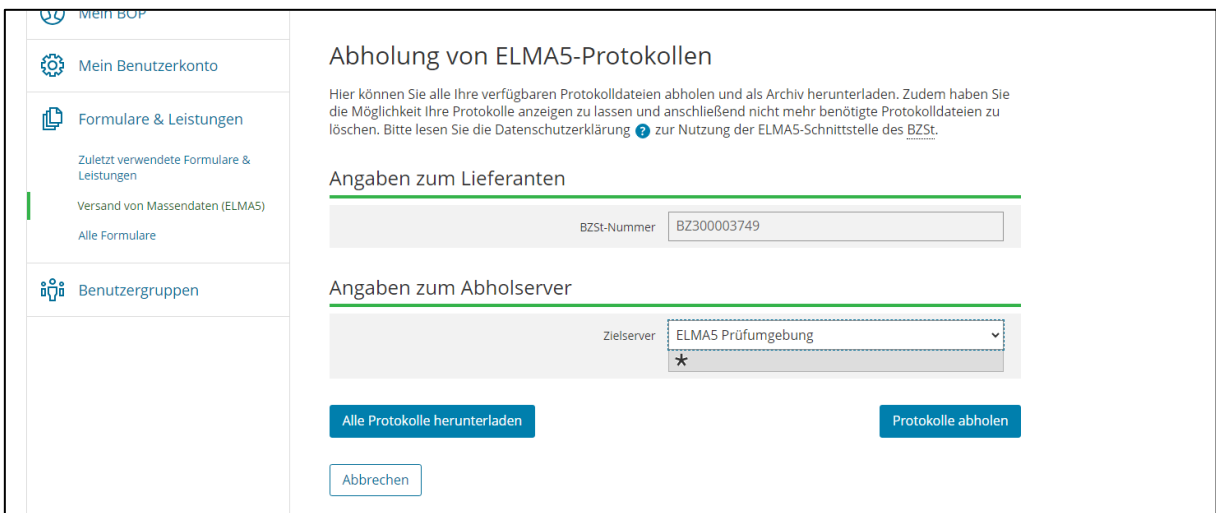 Mein BOP
Mein Benutzerkonto
Formulare & Leistungen
Zuletzt verwendete Formulare &
Leistungen
Versand von Massendaten (ELMA5)
Alle Formulare
Benutzergruppen
Abholung von ELMA5-Protokollen
Hier können Sie alle Ihre verfügbaren Protokolldateien abholen und als Archiv herunterladen. Zudem haben Sie
die Möglichkeit Ihre Protokolle anzeigen zu lassen und anschließend nicht mehr benötigte Protokolldateien zu
löschen. Bitte lesen Sie die Datenschutzerklärung ? zur Nutzung der ELMA5-Schnittstelle des BZSt.
Angaben zum Lieferanten
BZSt-Nummer BZ300003749
Angaben zum Abholserver
Zielserver ELMA5 Prüfumgebung
*
Alle Protokolle herunterladen Protokolle abholen
Abbrechen